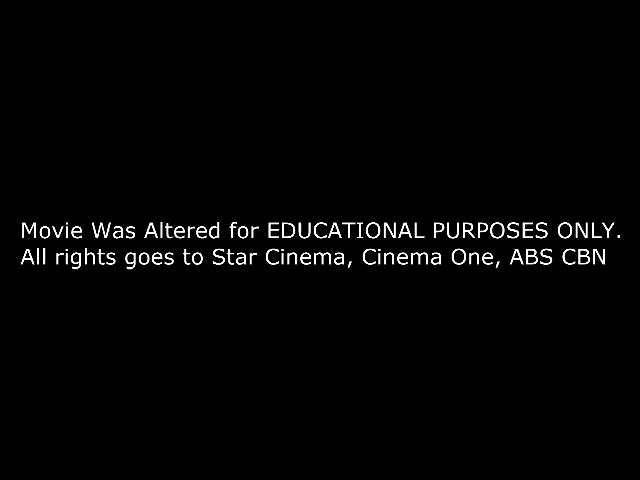 Movie Was Altered for EDUCATIONAL PURPOSES ONLY.
All rights goes to Star Cinema, Cinema One, ABS CBN